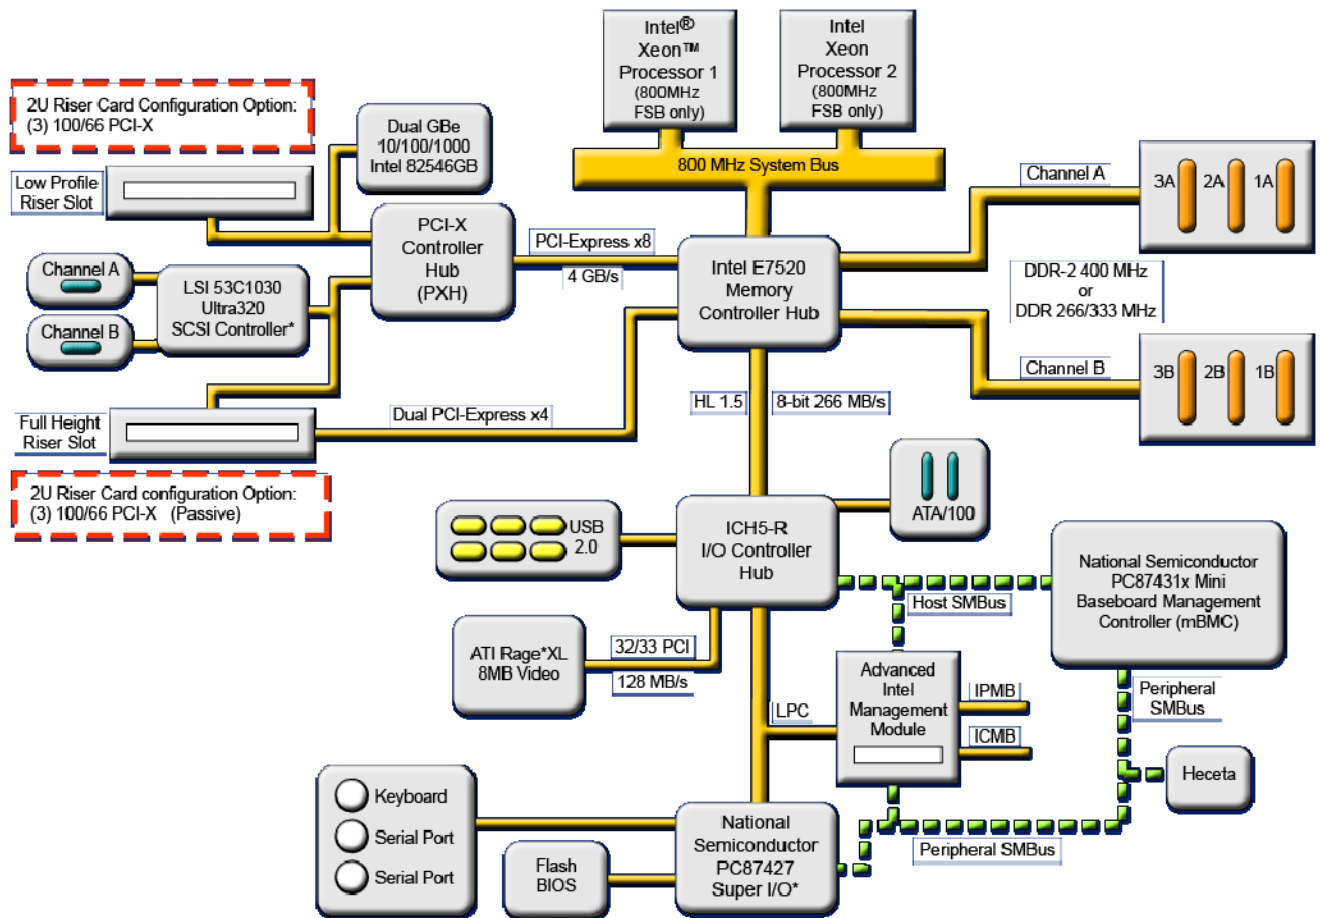 Intel®
Xeon™
Processor 1
(800MHz
FSB only)
Intel
Xeon
Processor 2
(800MHz
FSB only)
800 MHz System Bus
2U Riser Card Configuration Option:
(3) 100/66 PCI-X
Dual GBe
10/100/1000
Intel 82546GB
Low Profile
Riser Slot
PCI-X
Controller
Hub
(PXH)
PCI-Express x8
4 GB/s
Intel E7520
Memory
Controller Hub
Channel A
3A
2A
1A
DDR-2 400 MHz
or
DDR 266/333 MHz
Channel B
3B
2B
1B
Channel A
Channel B
LSI 53C1030
Ultra320
SCSI Controller*
Full Height
Riser Slot
Dual PCI-Express x4
HL 1.5
8-bit 266 MB/s
2U Riser Card configuration Option:
(3) 100/66 PCI-X (Passive)
USB
2.0
ICH5-R
I/O Controller
Hub
ATA/100
National Semiconductor
PC87431x Mini
Baseboard Management
Controller (mBMC)
Host SMBus
ATI Rage*XL
8MB Video
32/33 PCI
128 MB/s
LPC
Advanced
Intel
Management
Module
IPMB
ICMB
Peripheral
SMBus
Heceta
Keyboard
Serial Port
Serial Port
Flash
BIOS
National
Semiconductor
PC87427
Super I/O*
Peripheral SMBus